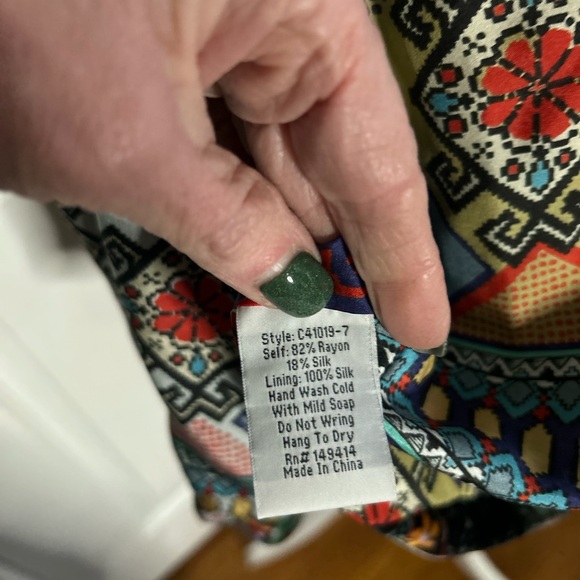 Style: C41019-7
Self: 82% Rayon
18% Silk
Lining: 100% Silk
Hand Wash Cold
With Mild Soap
Do Not Wring
Hang To Dry
Rn# 149414
Made In China